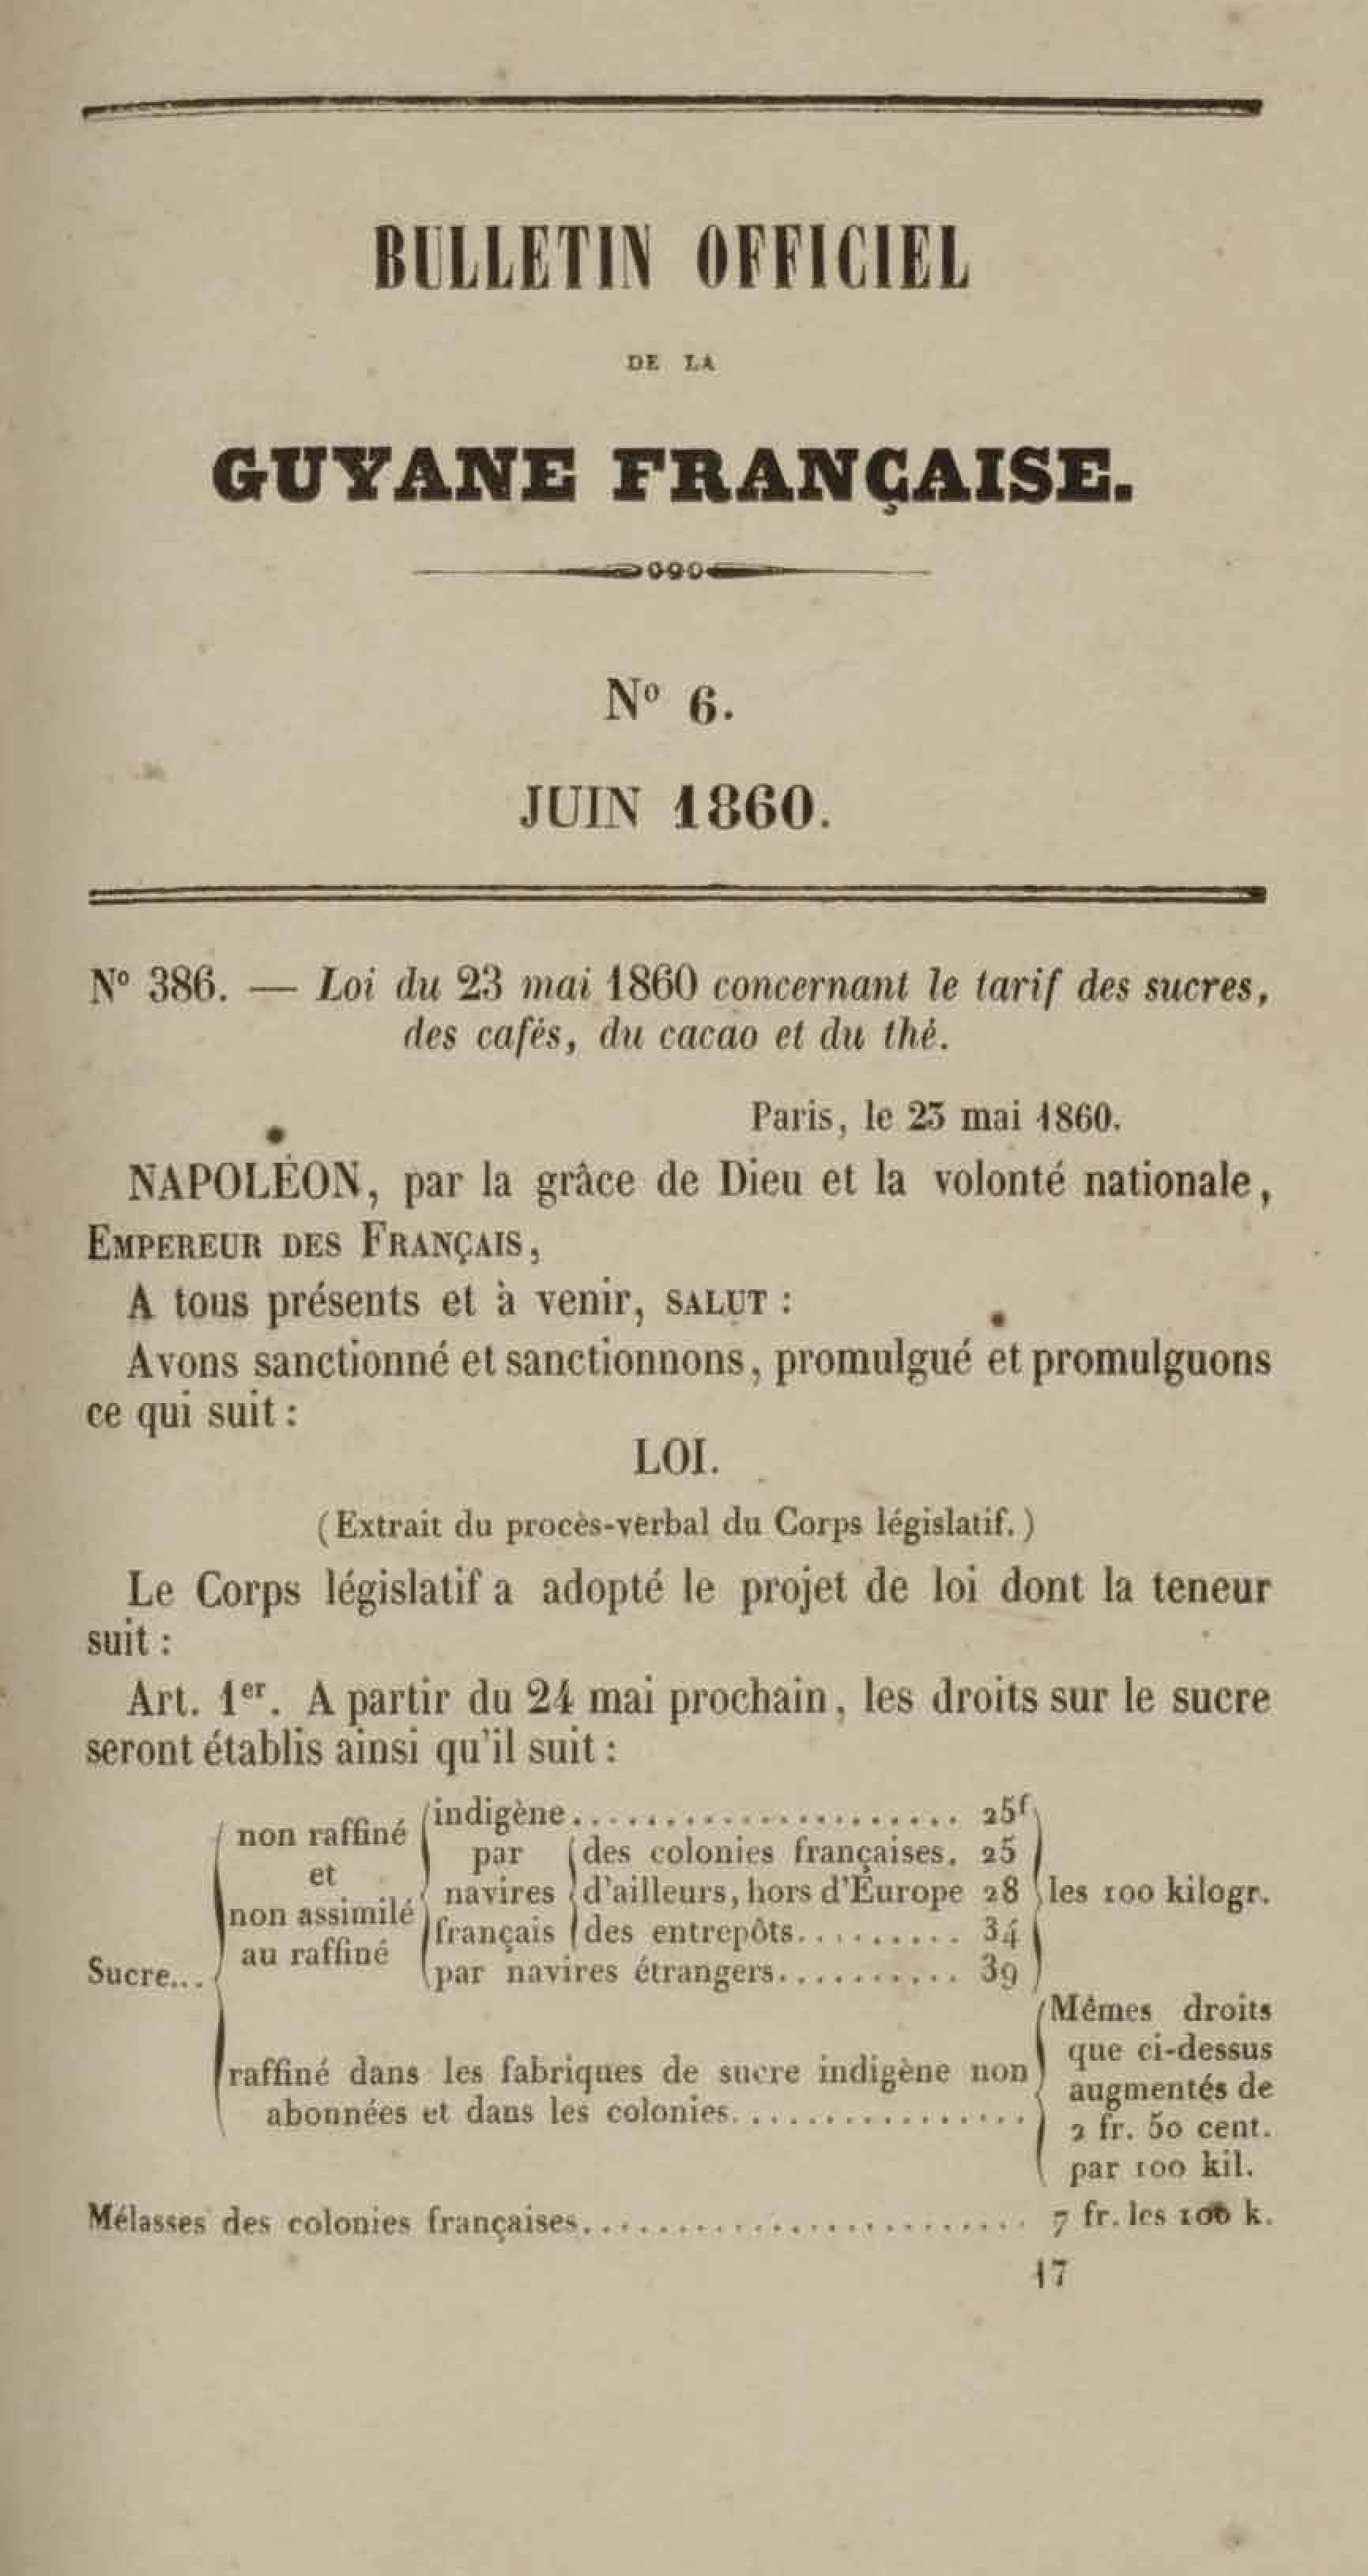 BULLETIN OFFICIEL
DE LA
GUYANE FRANÇAISE.
Nº 6.
JUIN 1860.
Nº 386. — Loi du 23 mai 1860 concernant le tarif des sucres,
des cafés, du cacao et du thé.
Paris, le 23 mai 1860.
NAPOLÉON, par la grâce de Dieu et la volonté nationale,
EMPEREUR DES FRANÇAIS,
A tous présents et à venir, SALUT :
Avons sanctionné et sanctionnons, promulgué et promulguons
ce qui suit :
LOI.
(Extrait du procès-verbal du Corps législatif.)
Le Corps législatif a adopté le projet de loi dont la teneur
suit :
Art. 1er. A partir du 24 mai prochain, les droits sur le sucre
seront établis ainsi qu'il suit :
Sucre...
non raffiné
et
non assimilé
au raffiné
indigène..................... 25f
par
navires
français
des colonies françaises. 25
d'ailleurs, hors d'Europe 28
des entrepôts......... 34
par navires étrangers.......... 39
les 100 kilogr.
raffiné dans les fabriques de sucre indigène non
abonnées et dans les colonies................
Mêmes droits
que ci-dessus
augmentés de
2 fr. 50 cent.
par 100 kil.
Mélasses des colonies françaises........................ 7 fr. les 100 k.
17